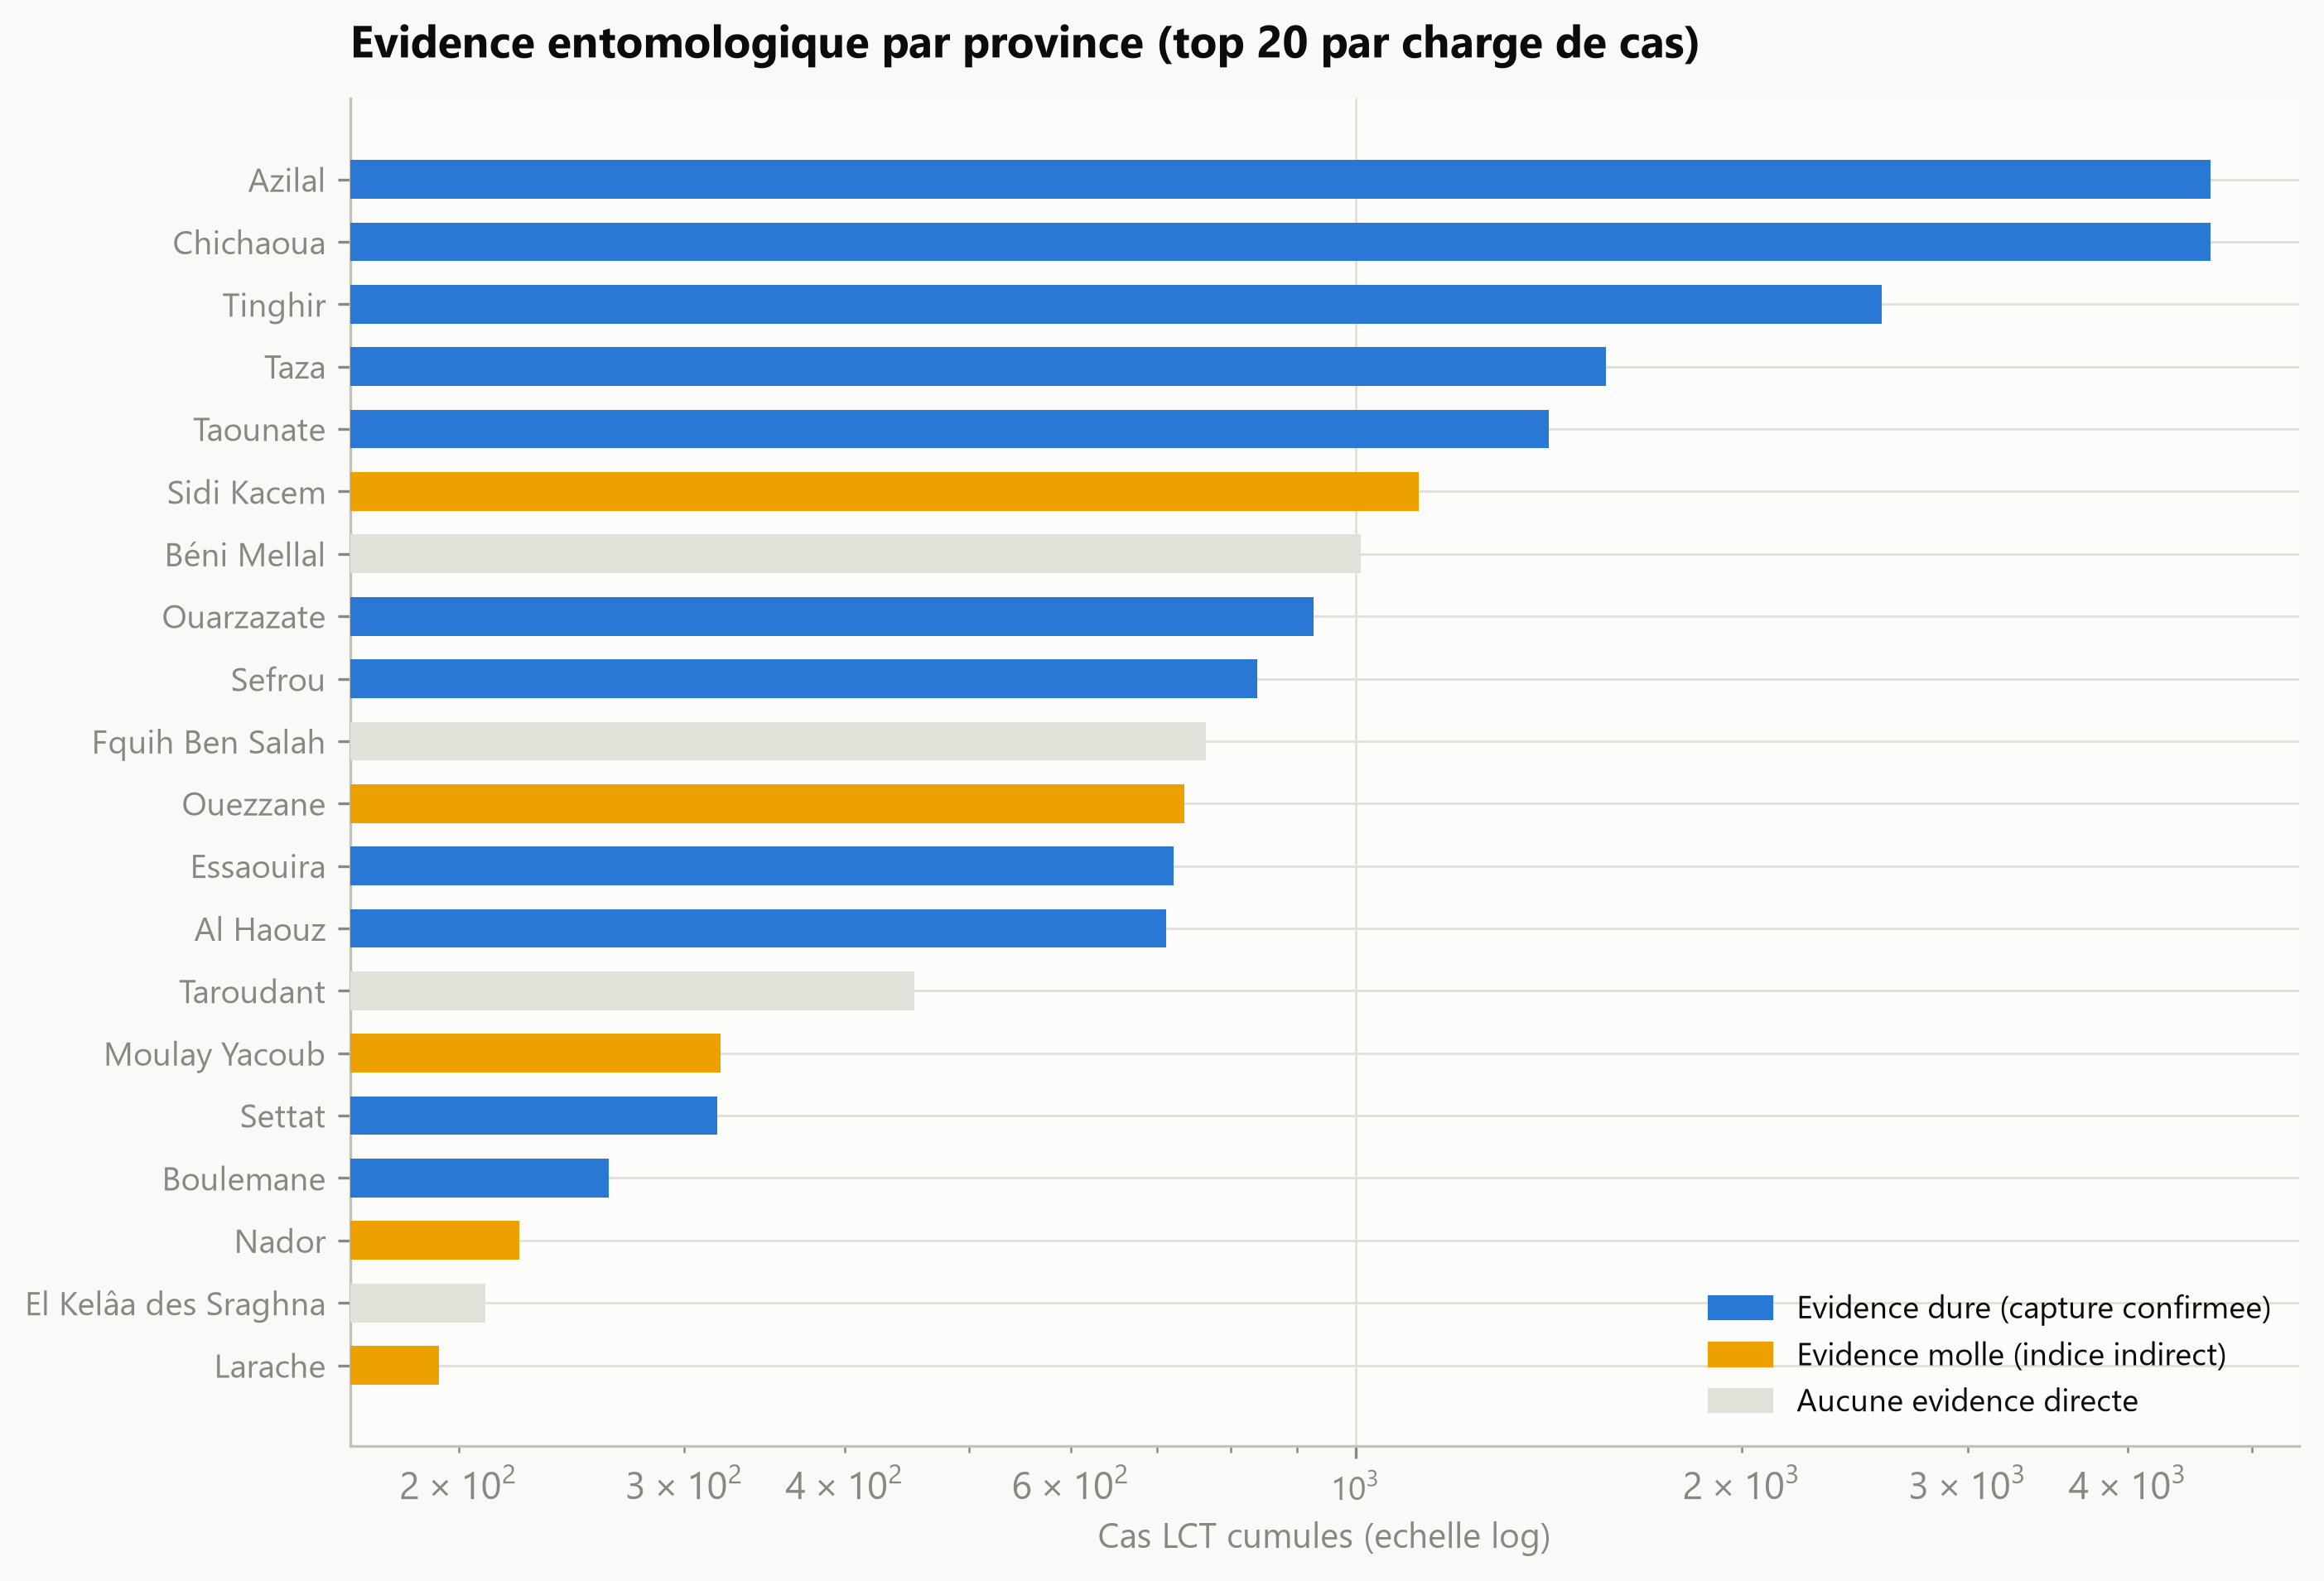 Evidence entomologique par province (top 20 par charge de cas)
Azilal
Chichaoua
Tinghir
Taza
Taounate
Sidi Kacem
Béni Mellal
Ouarzazate
Sefrou
Fquih Ben Salah
Ouezzane
Essaouira
Al Haouz
Taroudant
Moulay Yacoub
Settat
Boulemane
Nador
El Kelâa des Sraghna
Larache
Evidence dure (capture confirmee)
Evidence molle (indice indirect)
Aucune evidence directe
2 × 10² 3 × 10² 4 × 10² 6 × 10² 10³ 2 × 10³ 3 × 10³ 4 × 10³
Cas LCT cumules (echelle log)